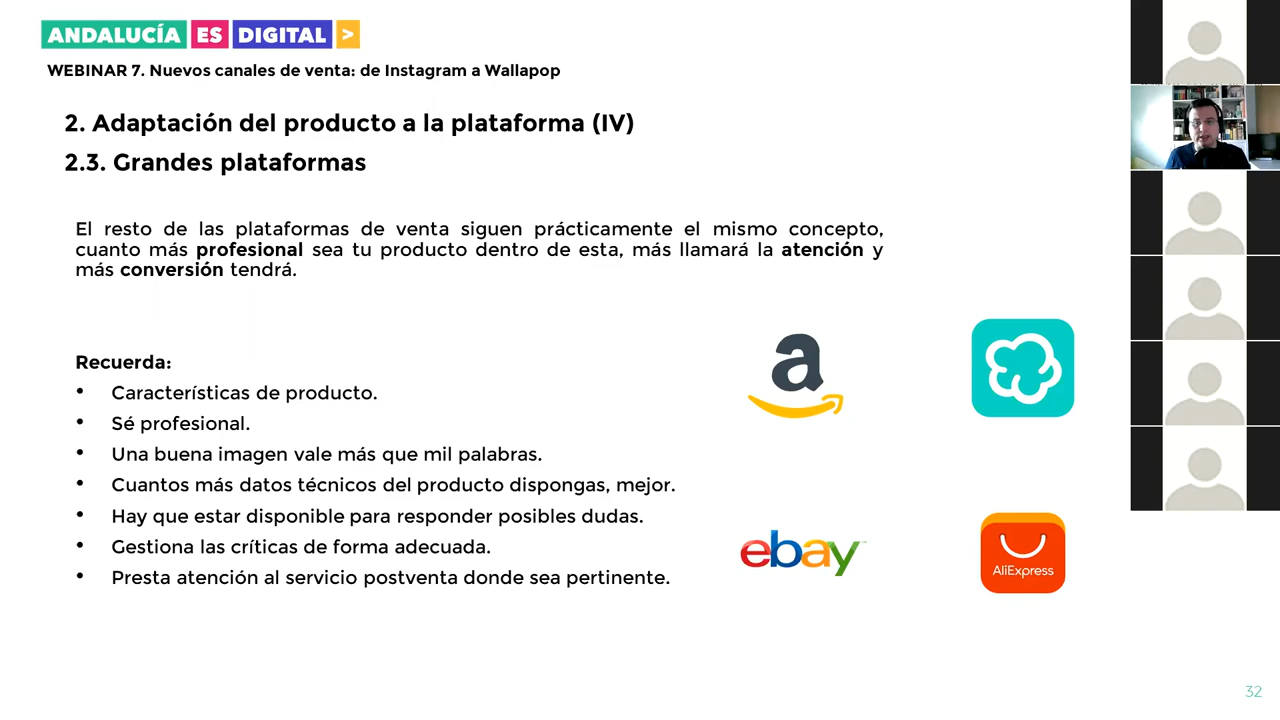 ANDALUCÍA ES DIGITAL >
WEBINAR 7. Nuevos canales de venta: de Instagram a Wallapop
2. Adaptación del producto a la plataforma (IV)
2.3. Grandes plataformas
El resto de las plataformas de venta siguen prácticamente el mismo concepto,
cuanto más profesional sea tu producto dentro de esta, más llamará la atención y
más conversión tendrá.
Recuerda:
• Características de producto.
• Sé profesional.
• Una buena imagen vale más que mil palabras.
• Cuantos más datos técnicos del producto dispongas, mejor.
• Hay que estar disponible para responder posibles dudas.
• Gestiona las críticas de forma adecuada.
• Presta atención al servicio postventa donde sea pertinente.
a
ebay™
AliExpress
32